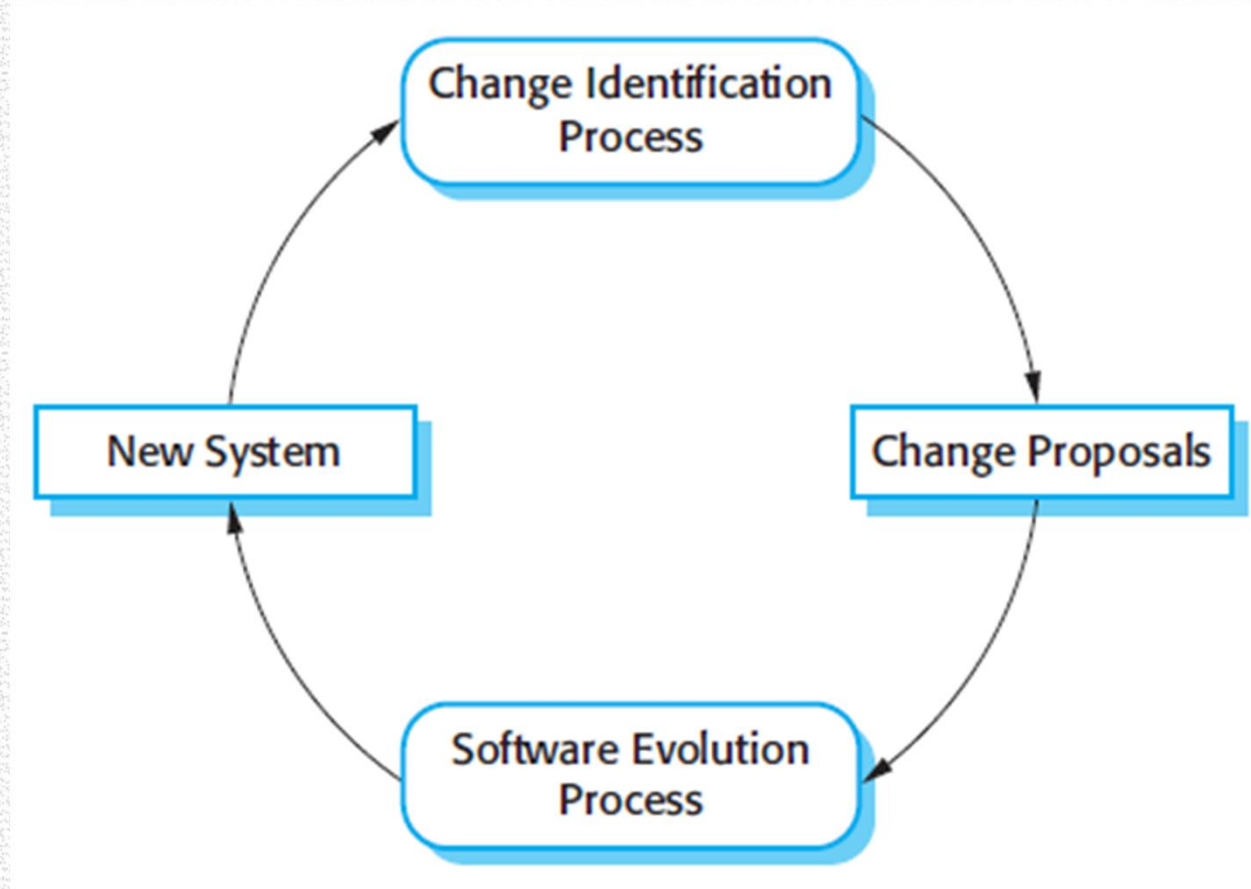 Change Identification
Process
New System
Change Proposals
Software Evolution
Process